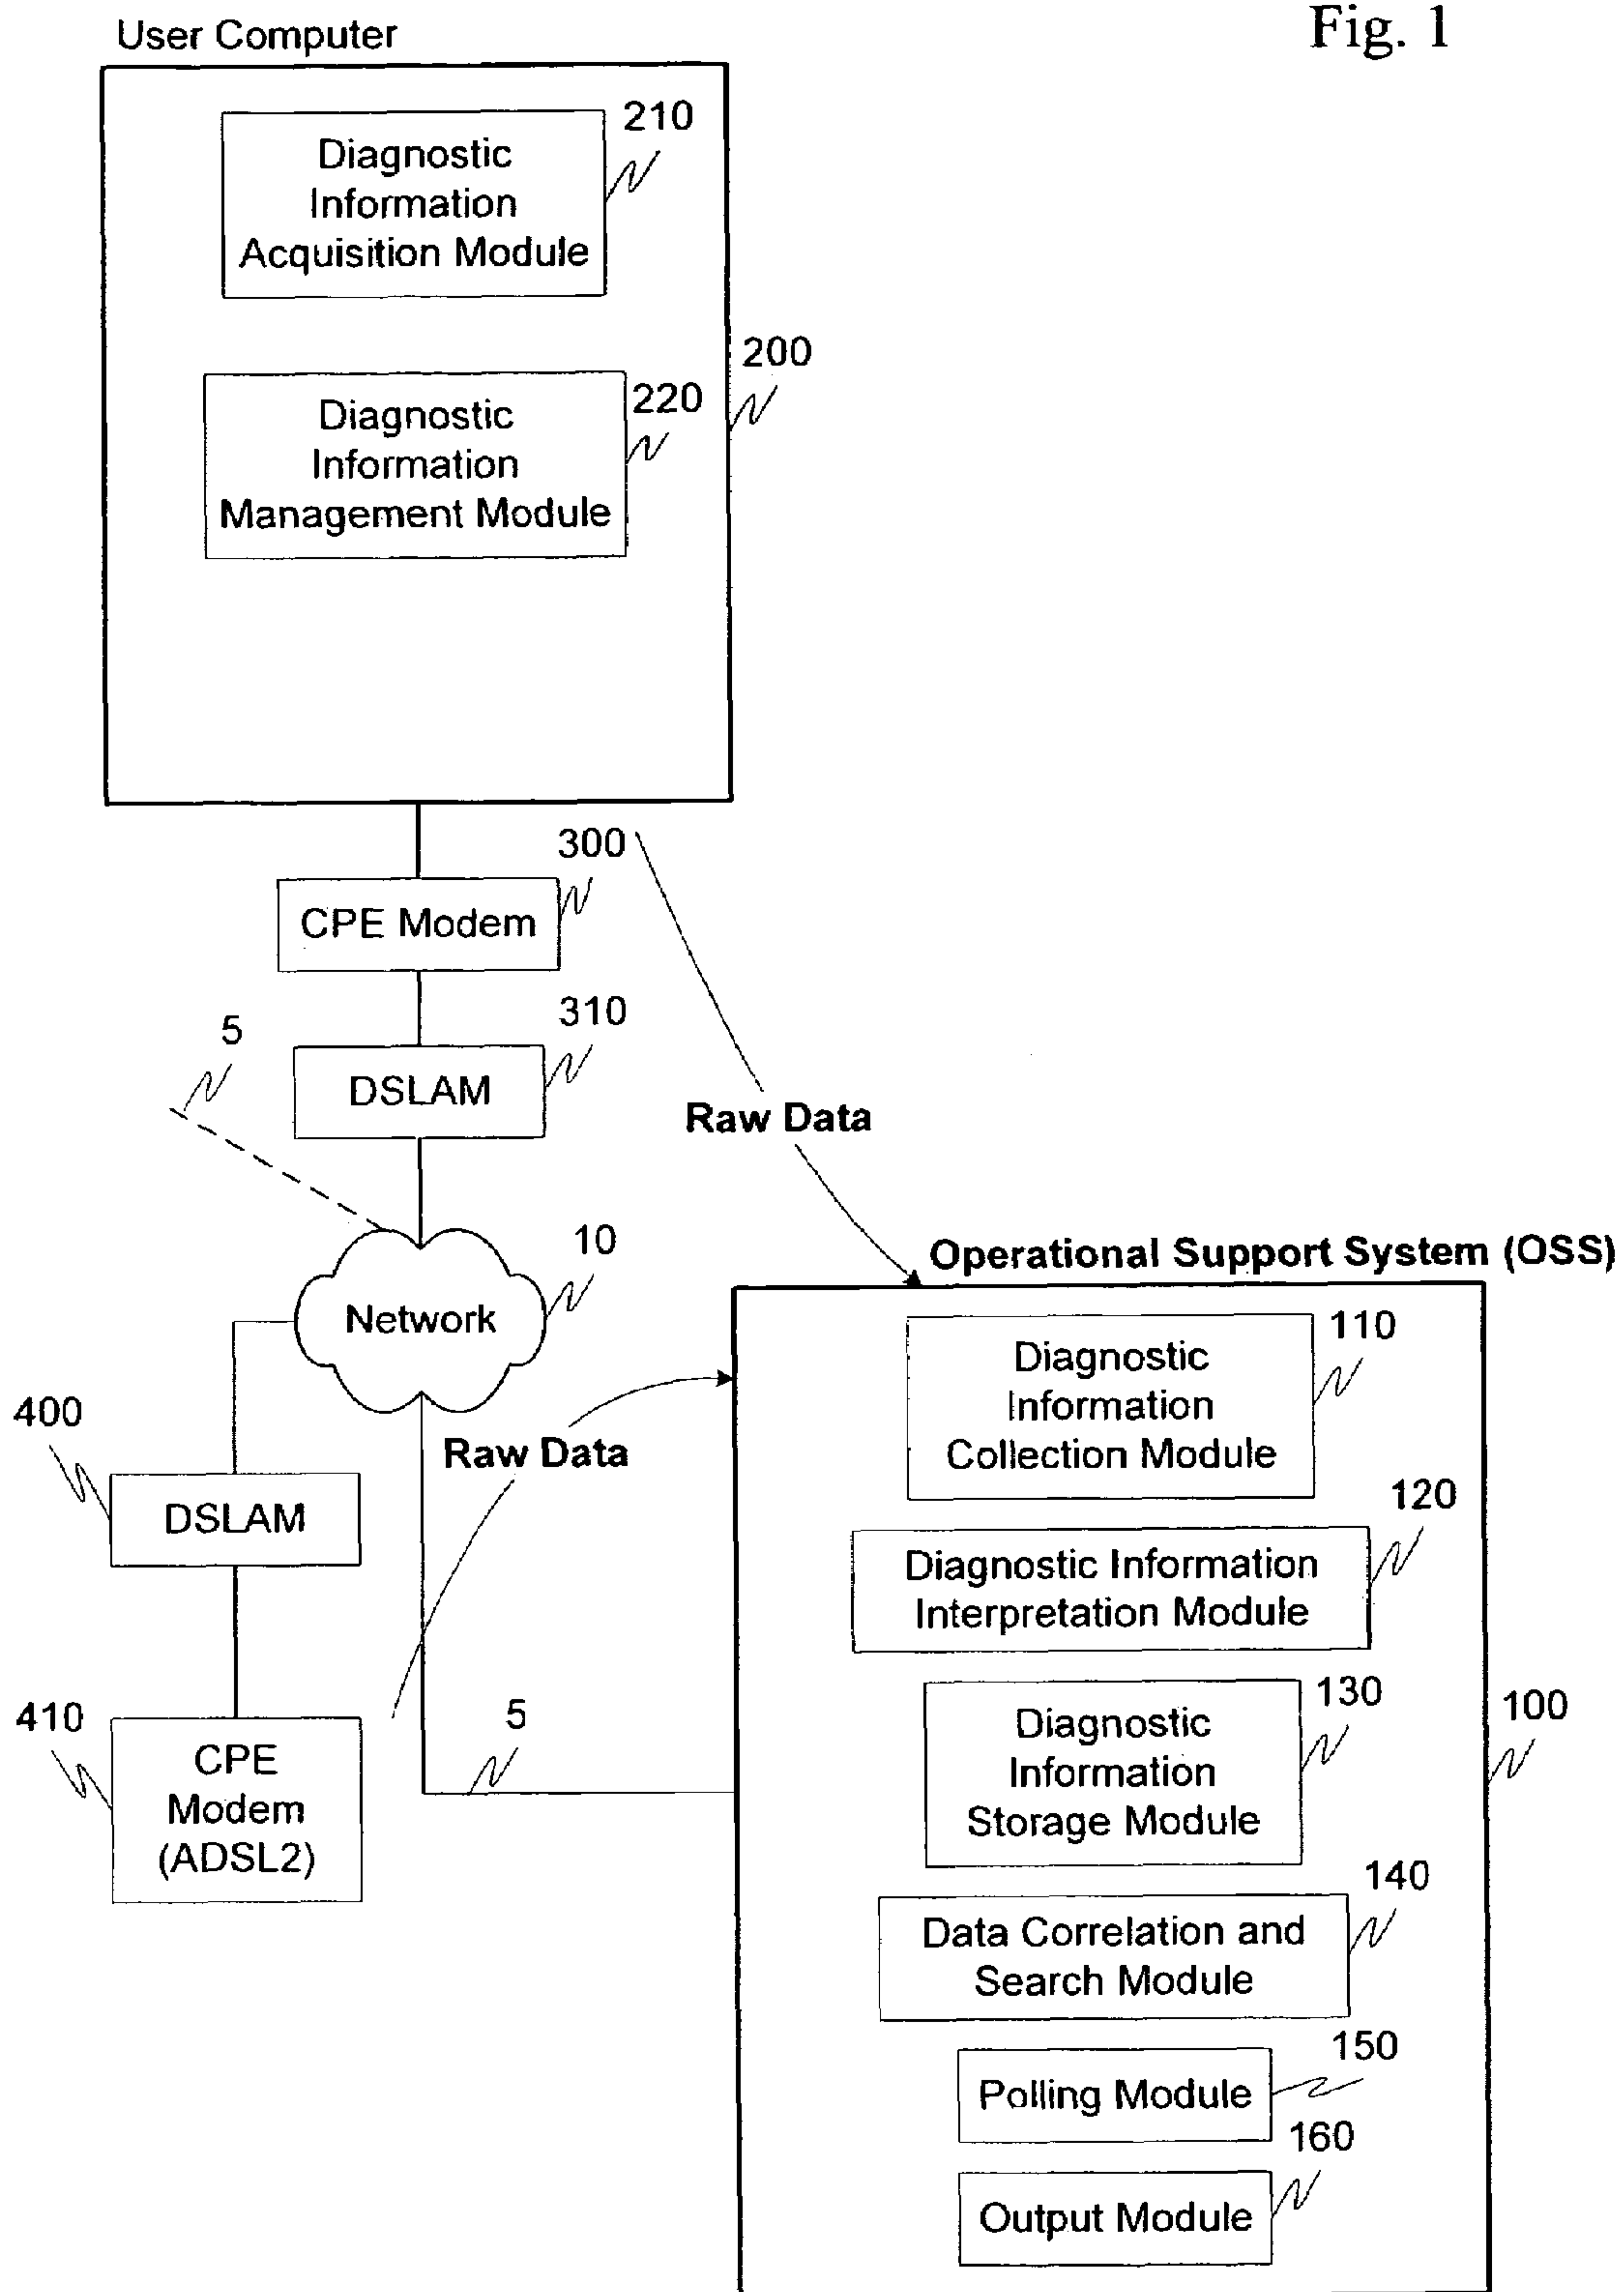 Fig. 1
User Computer
210
Diagnostic
Information
Acquisition Module
200
220
Diagnostic
Information
Management Module
300
CPE Modem
310
5
DSLAM
Raw Data
10
Operational Support System (OSS)
Network
110
Diagnostic
Information
Collection Module
400
Raw Data
DSLAM
120
Diagnostic Information
Interpretation Module
130
100
410
5
CPE
Modem
(ADSL2)
Diagnostic
Information
Storage Module
140
Data Correlation and
Search Module
150
Polling Module
160
Output Module